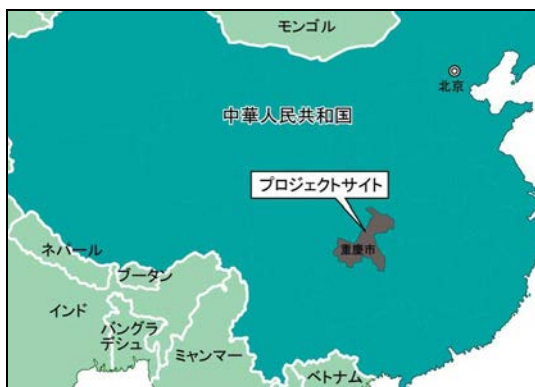 モンゴル
北京
中華人民共和国
プロジェクトサイト
重慶市
ネパール
ブータン
インド
バングラ
デシュ
ミャンマー
ベトナム